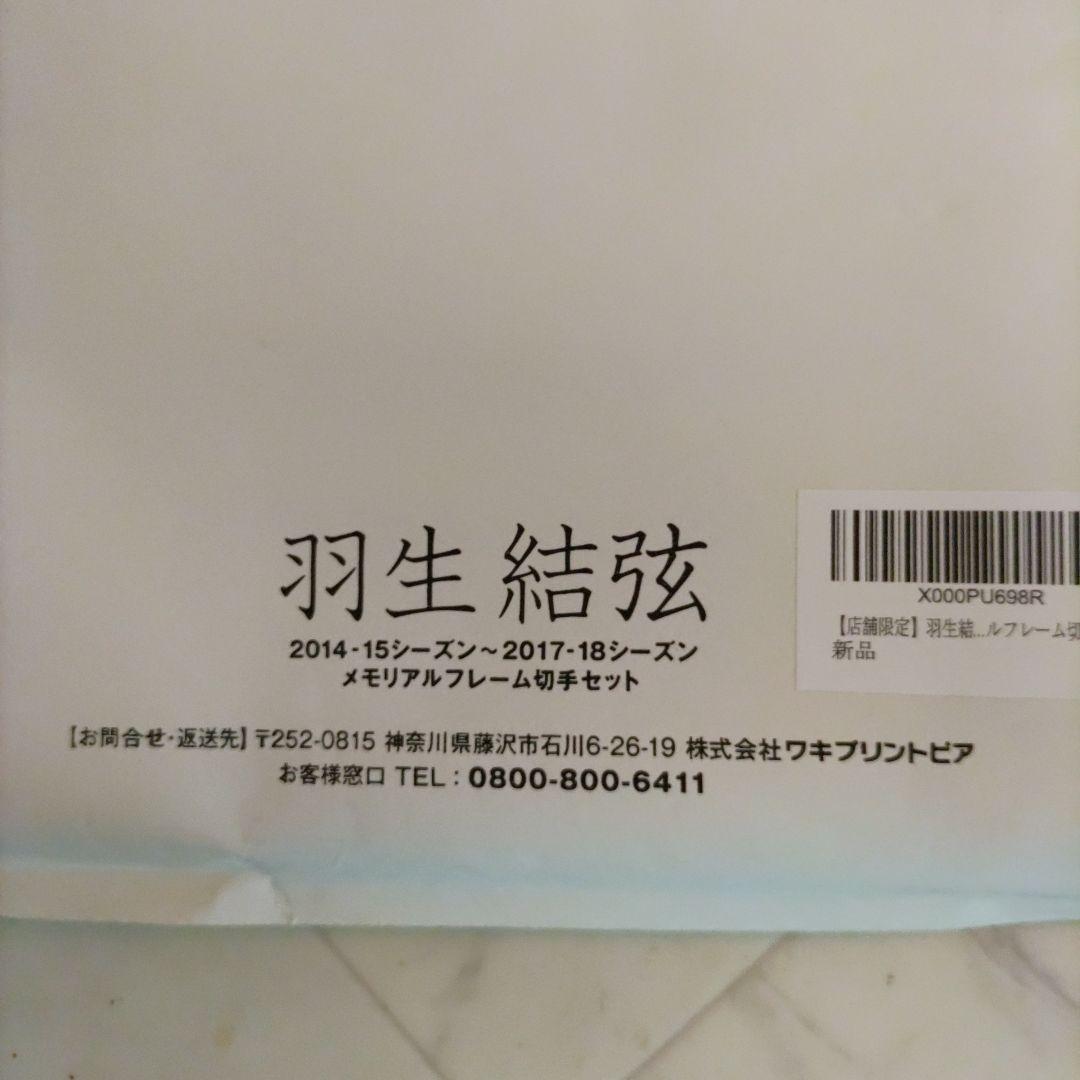 羽生 結弦
2014-15シーズン～2017-18シーズン
メモリアルフレーム切手セット
【お問合せ・返送先】〒252-0815 神奈川県藤沢市石川6-26-19 株式会社ワキプリントピア
お客様窓口 TEL：0800-800-6411
X000PU698R
【店舗限定】羽生結...ルフレーム切
新品